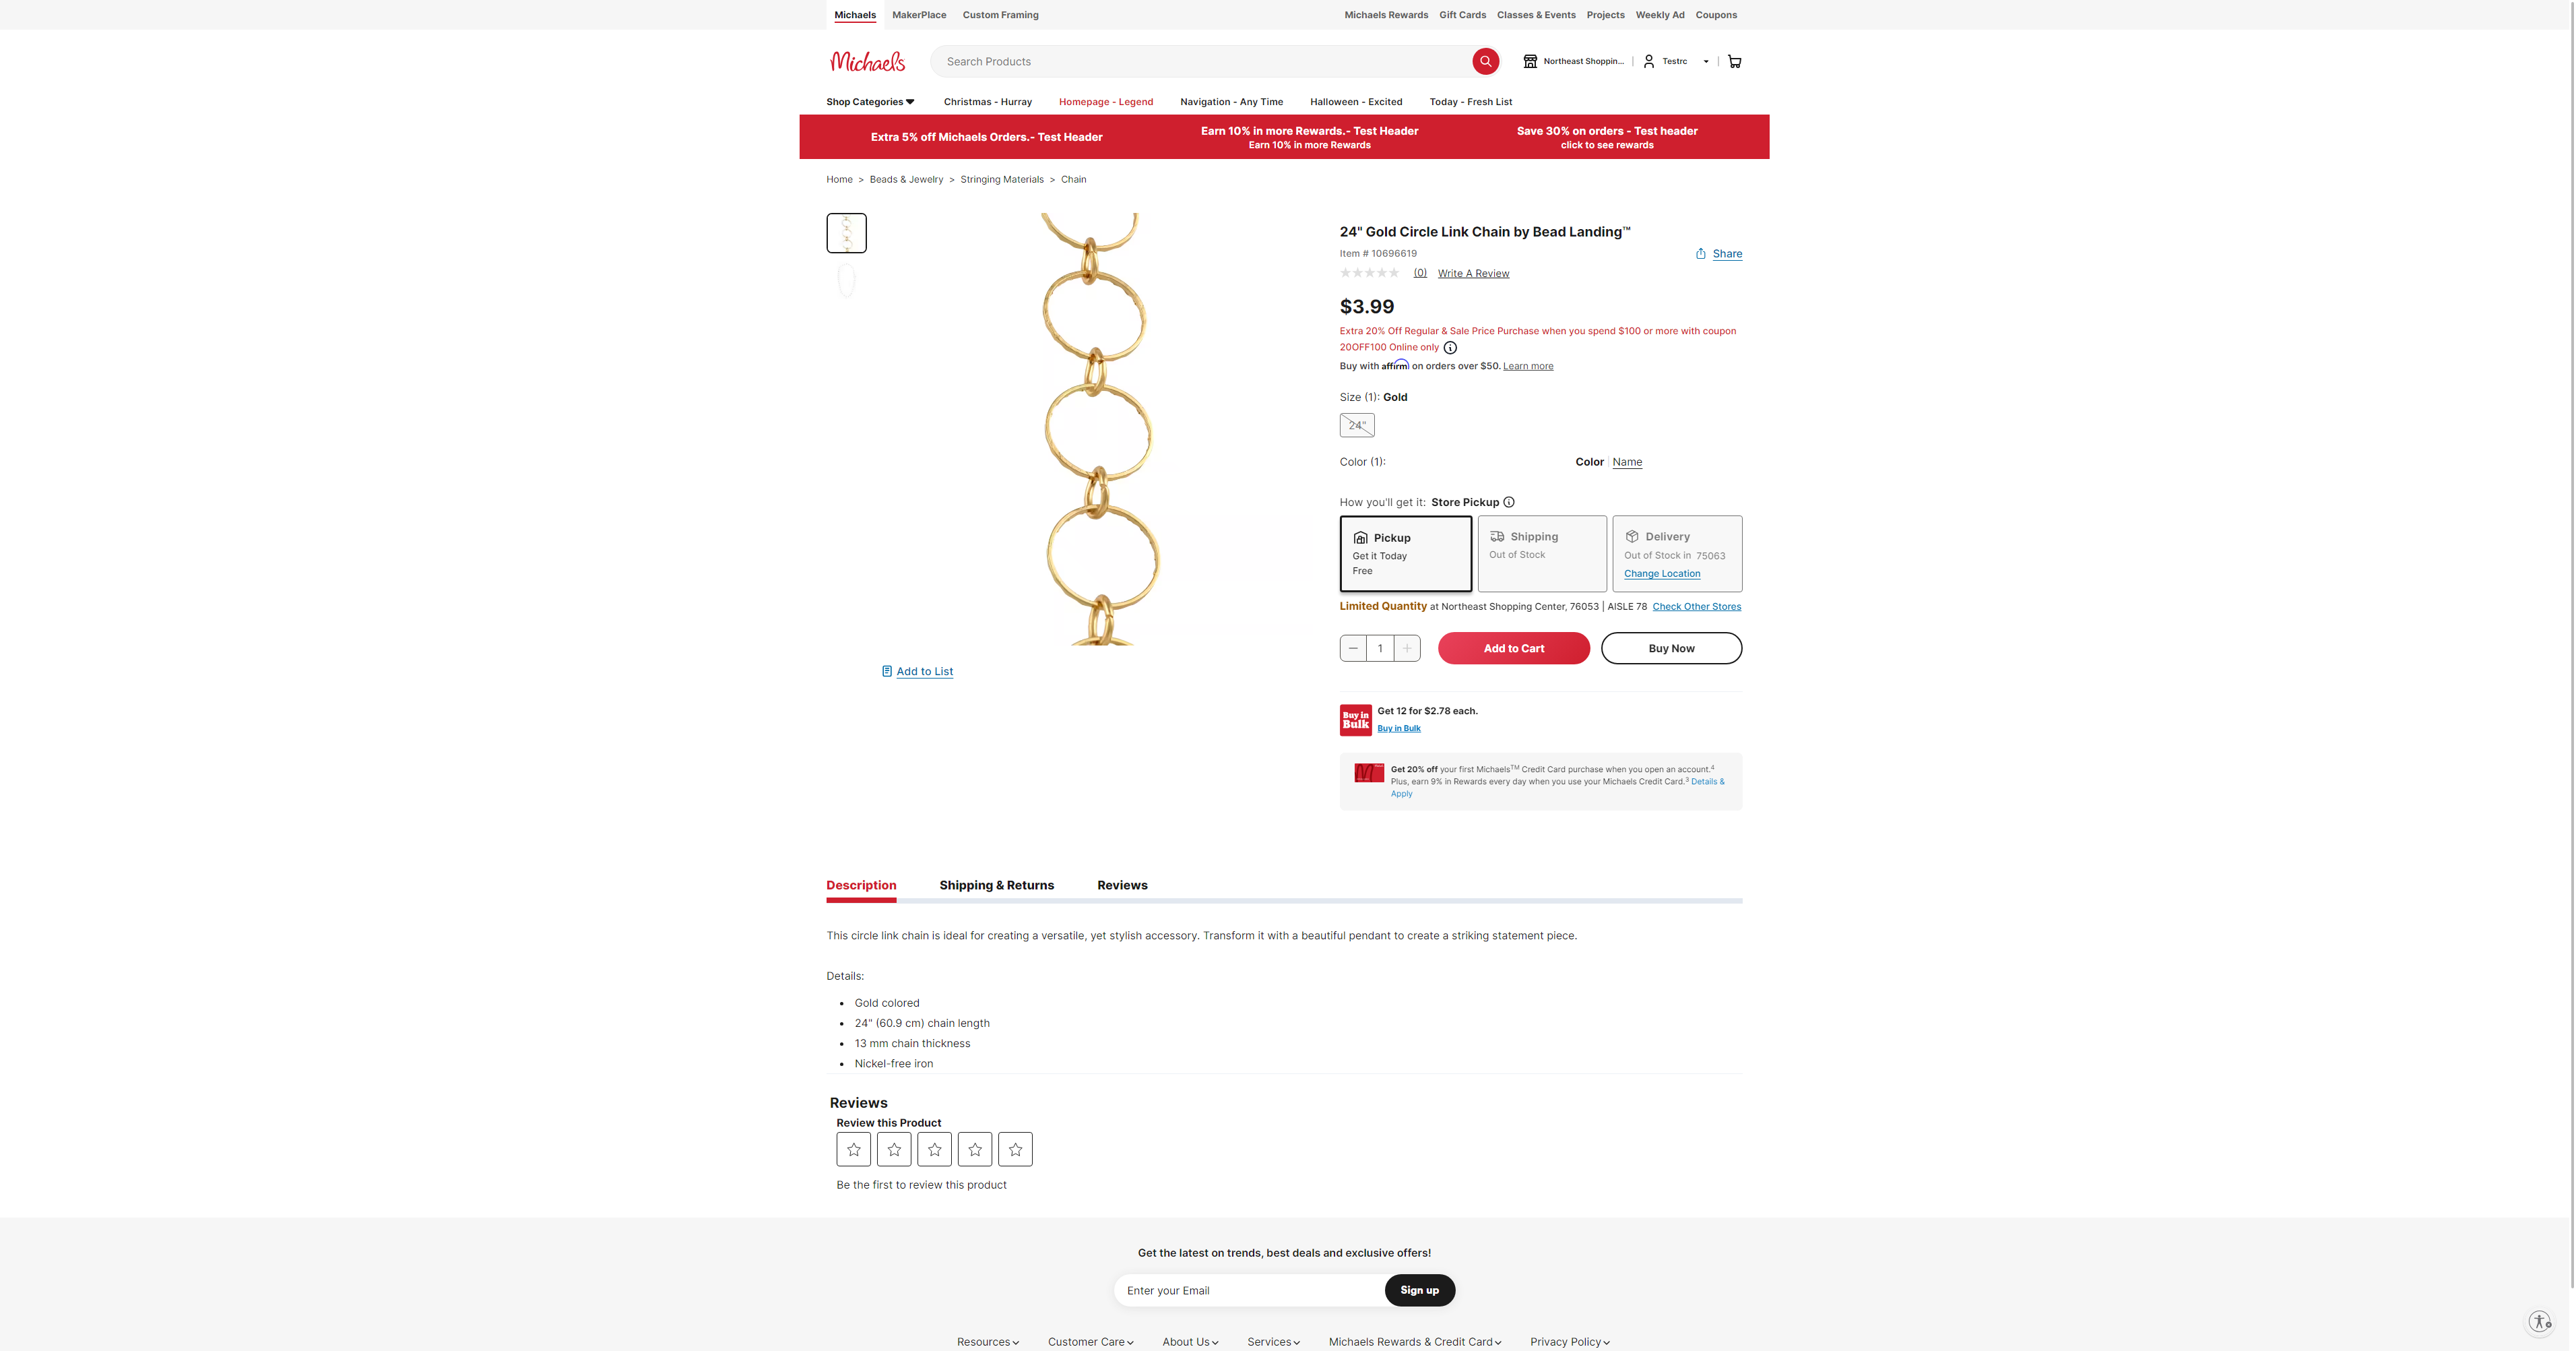 Michaels MakerPlace Custom Framing
Michaels Rewards Gift Cards Classes & Events Projects Weekly Ad Coupons
Michaels
Search Products
Northeast Shoppin... | Testrc |
Shop Categories Christmas - Hurray Homepage - Legend Navigation - Any Time Halloween - Excited Today - Fresh List
Extra 5% off Michaels Orders.- Test Header
Earn 10% in more Rewards.- Test Header
Earn 10% in more Rewards
Save 30% on orders - Test header
click to see rewards
Home > Beads & Jewelry > Stringing Materials > Chain
24" Gold Circle Link Chain by Bead Landing™
Item # 10696619
Share
(0) Write A Review
$3.99
Extra 20% Off Regular & Sale Price Purchase when you spend $100 or more with coupon
20OFF100 Online only
Buy with affirm on orders over $50. Learn more
Size (1): Gold
24"
Color (1):
Color | Name
How you'll get it: Store Pickup
Pickup
Get it Today
Free
Shipping
Out of Stock
Delivery
Out of Stock in 75063
Change Location
Limited Quantity at Northeast Shopping Center, 76053 | AISLE 78 Check Other Stores
1
Add to Cart
Buy Now
Add to List
Buy in
Bulk
Get 12 for $2.78 each.
Buy in Bulk
Get 20% off your first Michaels™ Credit Card purchase when you open an account.⁴
Plus, earn 9% in Rewards every day when you use your Michaels Credit Card.³ Details &
Apply
Description Shipping & Returns Reviews
This circle link chain is ideal for creating a versatile, yet stylish accessory. Transform it with a beautiful pendant to create a striking statement piece.
Details:
• Gold colored
• 24" (60.9 cm) chain length
• 13 mm chain thickness
• Nickel-free iron
Reviews
Review this Product
Be the first to review this product
Get the latest on trends, best deals and exclusive offers!
Enter your Email
Sign up
Resources Customer Care About Us Services Michaels Rewards & Credit Card Privacy Policy